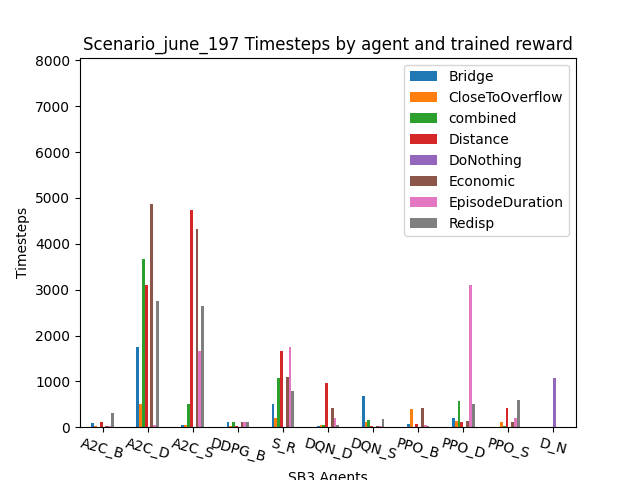 Scenario_june_197 Timesteps by agent and trained reward
8000
7000
6000
5000
4000
3000
2000
1000
0
Timesteps
Bridge
CloseToOverflow
combined
Distance
DoNothing
Economic
EpisodeDuration
Redisp
A2C_B
A2C_D
A2C_S
DDPG_B
S_R
DQN_D
DQN_S
PPO_B
PPO_D
PPO_S
D_N
SB3 Agents